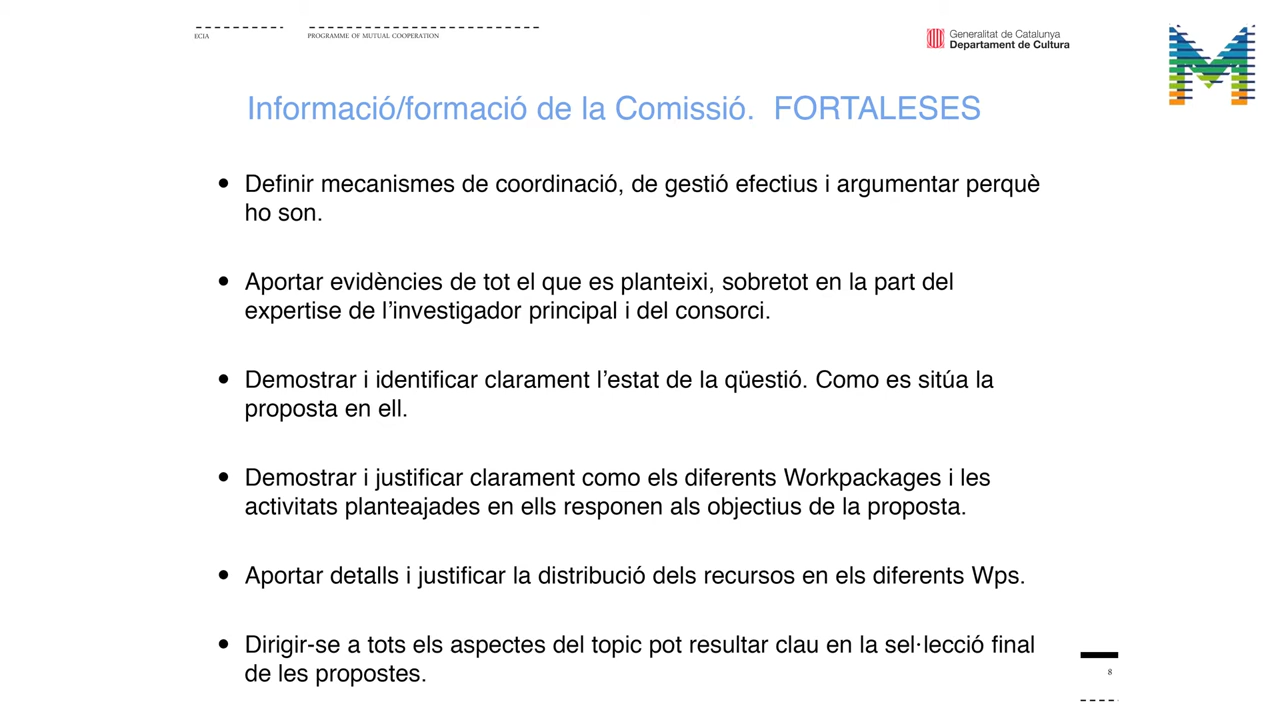 ECIA
PROGRAMME OF MUTUAL COOPERATION
Generalitat de Catalunya
Departament de Cultura
Informació/formació de la Comissió. FORTALESES
• Definir mecanismes de coordinació, de gestió efectius i argumentar perquè
ho son.
• Aportar evidències de tot el que es planteixi, sobretot en la part del
expertise de l’investigador principal i del consorci.
• Demostrar i identificar clarament l’estat de la qüestió. Como es sitúa la
proposta en ell.
• Demostrar i justificar clarament como els diferents Workpackages i les
activitats planteajades en ells responen als objectius de la proposta.
• Aportar detalls i justificar la distribució dels recursos en els diferents Wps.
• Dirigir-se a tots els aspectes del topic pot resultar clau en la sel·lecció final
de les propostes.
8